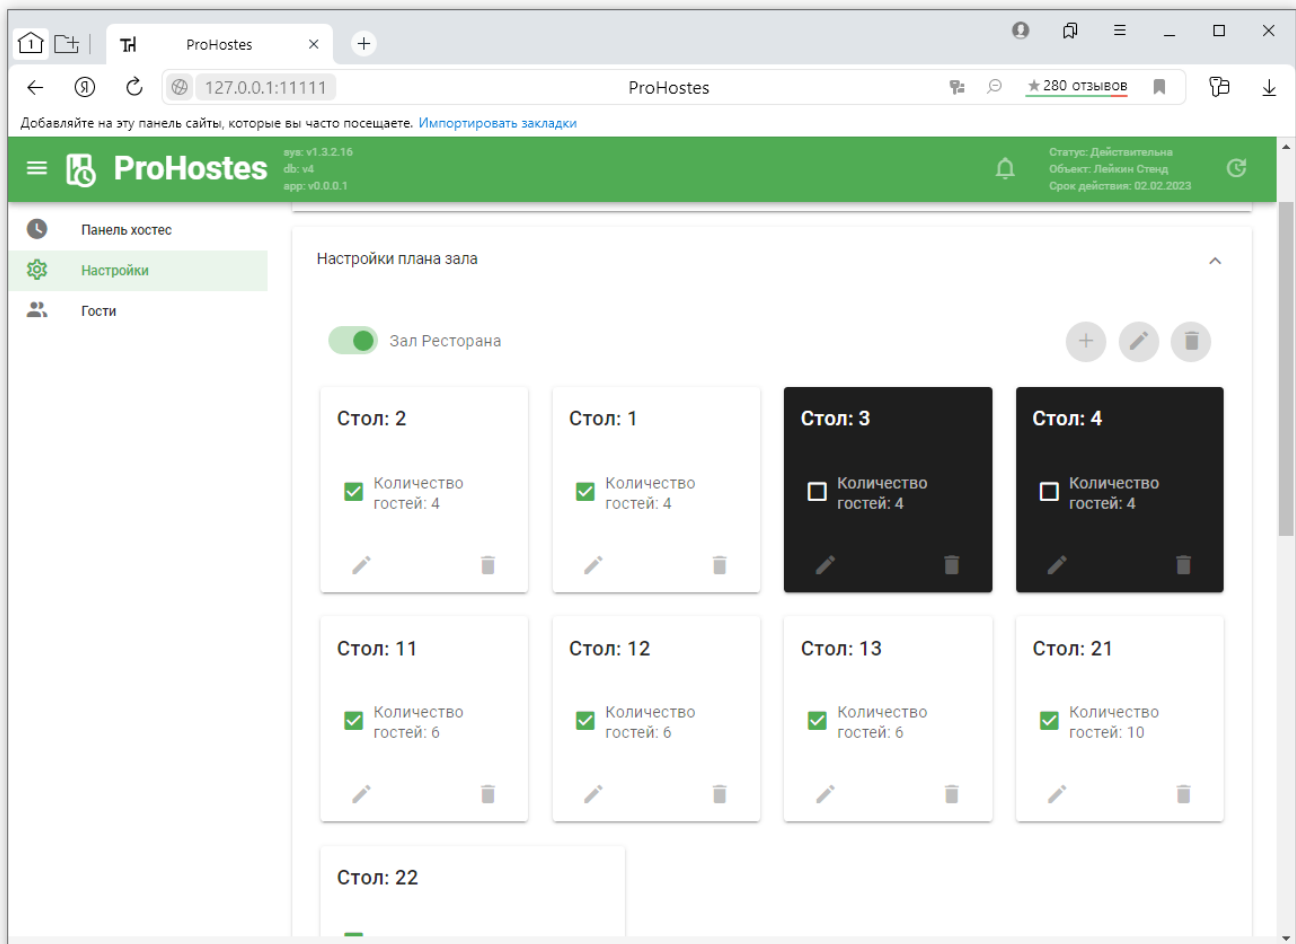 1
ProHostes
Я
127.0.0.1:11111
ProHostes
★ 280 отзывов
Добавляйте на эту панель сайты, которые вы часто посещаете. Импортировать закладки
ProHostes
sys: v1.3.2.16
db: v4
app: v0.0.0.1
Статус: Действительна
Объект: Лейкин Стенд
Срок действия: 02.02.2023
Панель хостес
Настройки
Гости
Настройки плана зала
Зал Ресторана
Стол: 2
Количество
гостей: 4
Стол: 1
Количество
гостей: 4
Стол: 3
Количество
гостей: 4
Стол: 4
Количество
гостей: 4
Стол: 11
Количество
гостей: 6
Стол: 12
Количество
гостей: 6
Стол: 13
Количество
гостей: 6
Стол: 21
Количество
гостей: 10
Стол: 22